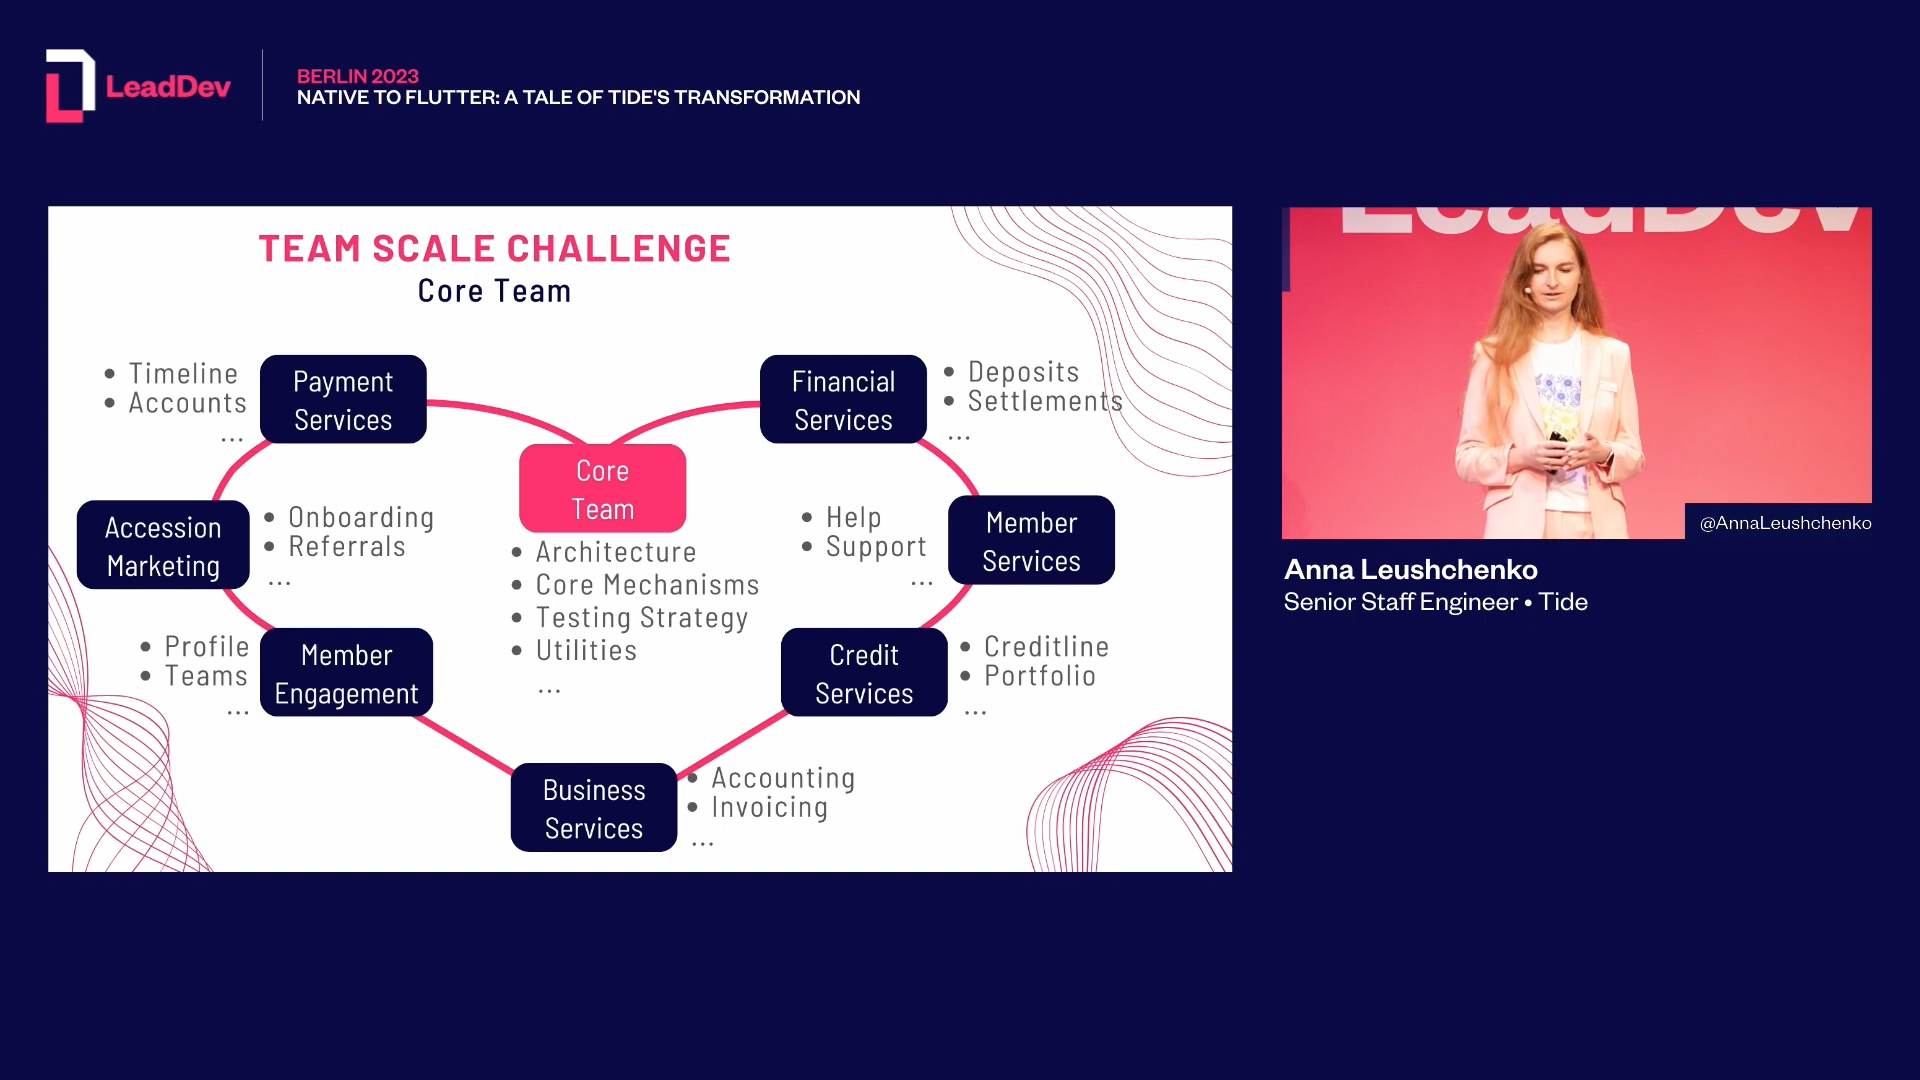 LeadDev
BERLIN 2023
NATIVE TO FLUTTER: A TALE OF TIDE'S TRANSFORMATION
TEAM SCALE CHALLENGE
Core Team
• Timeline
• Accounts
...
Payment
Services
Financial
Services
• Deposits
• Settlements
...
Core
Team
• Architecture
• Core Mechanisms
• Testing Strategy
• Utilities
...
Accession
Marketing
• Onboarding
• Referrals
...
• Help
• Support
...
Member
Services
• Profile
• Teams
...
Member
Engagement
Credit
Services
• Creditline
• Portfolio
...
Business
Services
• Accounting
• Invoicing
...
LeadDev
@AnnaLeushchenko
Anna Leushchenko
Senior Staff Engineer • Tide